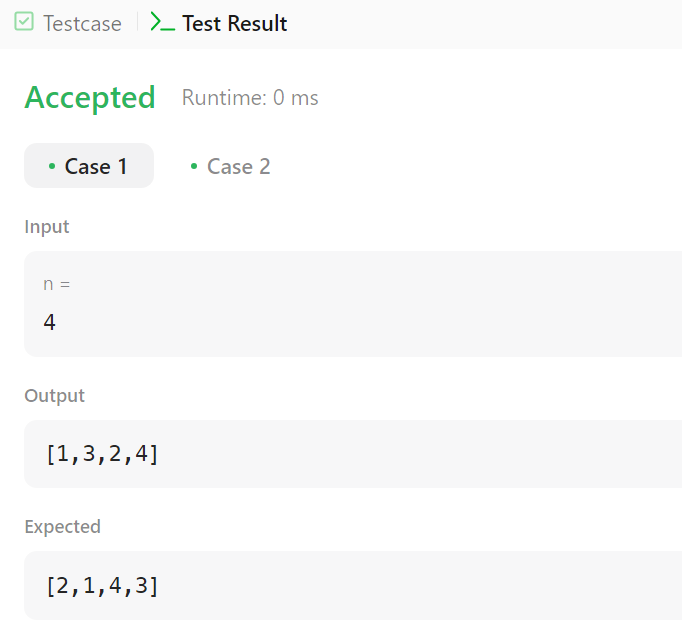 Testcase Test Result
Accepted Runtime: 0 ms
Case 1 Case 2
Input
n =
4
Output
[1,3,2,4]
Expected
[2,1,4,3]